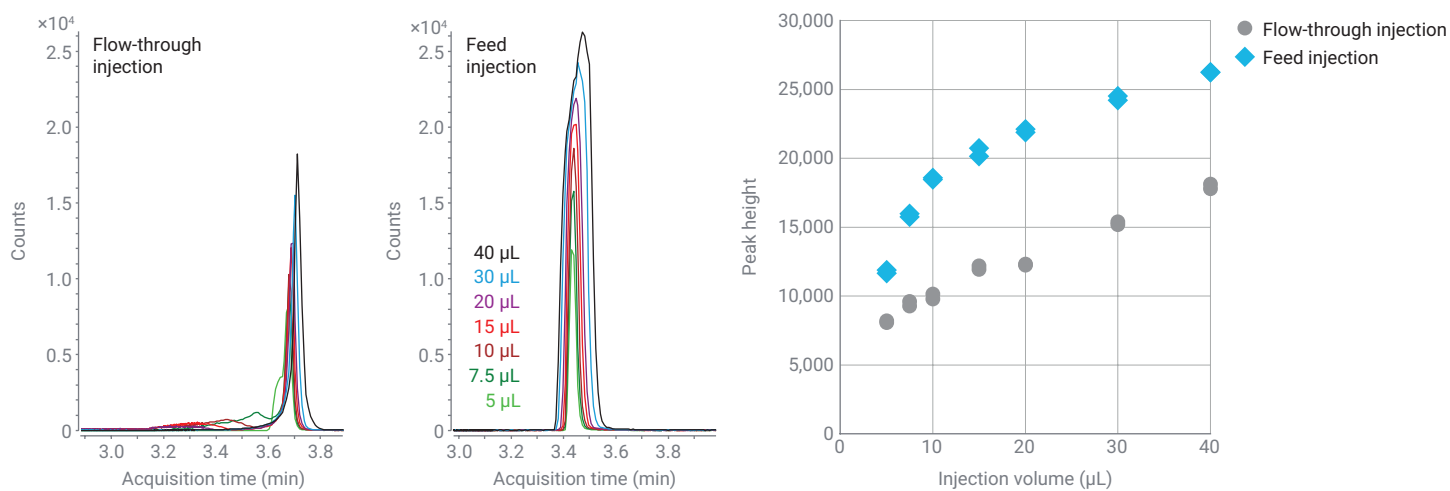 ×10⁴
2.5
2.0
1.5
1.0
0.5
0
Counts
Flow-through
injection
3.0 3.2 3.4 3.6 3.8
Acquisition time (min)
×10⁴
2.5
2.0
1.5
1.0
0.5
0
Counts
Feed
injection
40 µL
30 µL
20 µL
15 µL
10 µL
7.5 µL
5 µL
3.0 3.2 3.4 3.6 3.8
Acquisition time (min)
30,000
25,000
20,000
15,000
10,000
5,000
0
Peak height
0 10 20 30 40
Injection volume (µL)
Flow-through injection
Feed injection